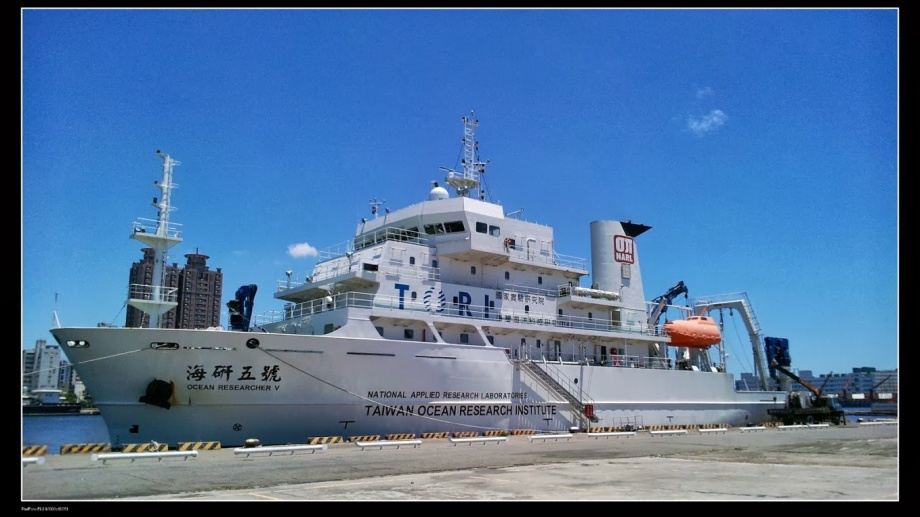 NARL
TORI
國家實驗研究院
海研五號
OCEAN RESEARCHER V
NATIONAL APPLIED RESEARCH LABORATORIES
TAIWAN OCEAN RESEARCH INSTITUTE